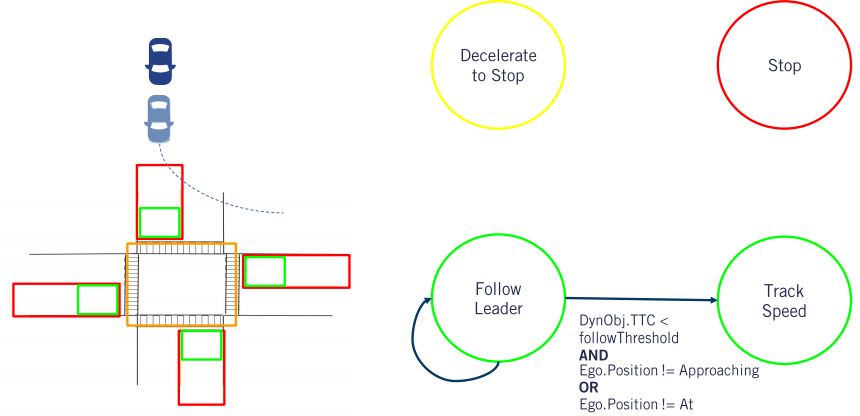 Decelerate
to Stop
Stop
Follow
Leader
Track
Speed
DynObj.TTC <
followThreshold
AND
Ego.Position != Approaching
OR
Ego.Position != At